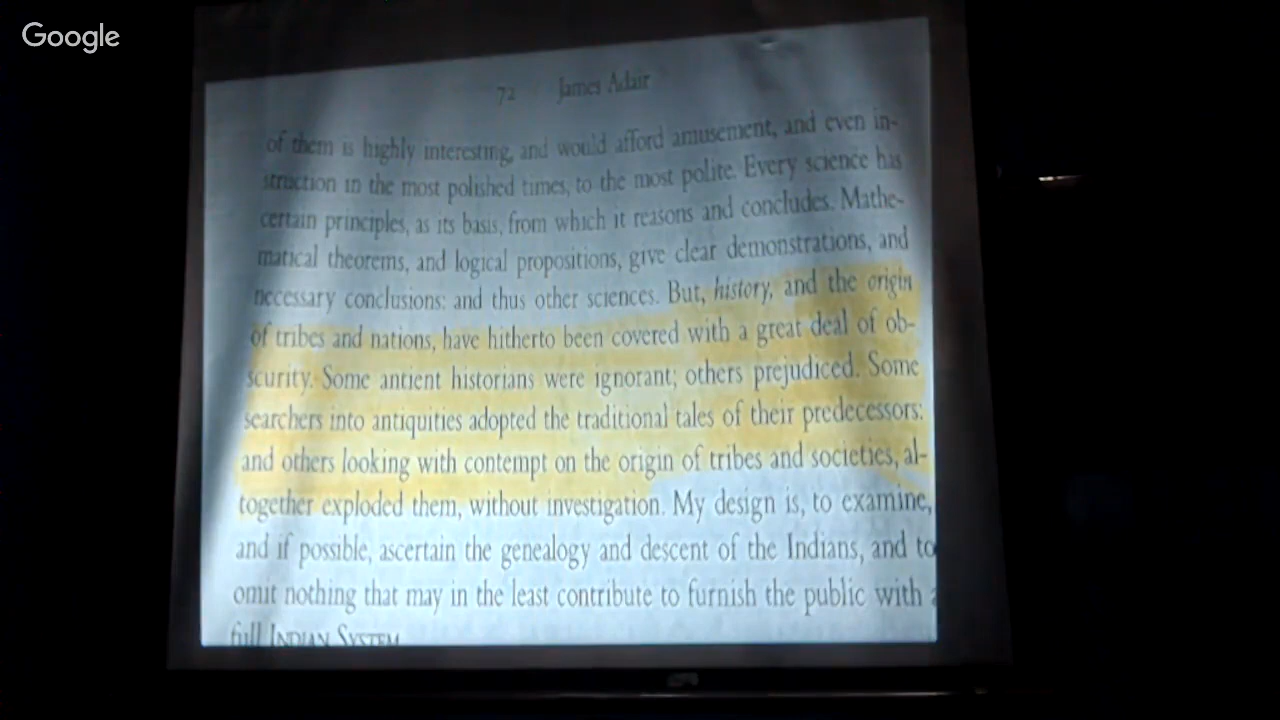 Google
72 James Adair
of them is highly interesting, and would afford amusement, and even in-
struction in the most polished times, to the most polite. Every science has
certain principles, as its basis, from which it reasons and concludes. Mathe-
matical theorems, and logical propositions, give clear demonstrations, and
necessary conclusions: and thus other sciences. But, history, and the origin
of tribes and nations, have hitherto been covered with a great deal of ob-
scurity. Some antient historians were ignorant; others prejudiced. Some
searchers into antiquities adopted the traditional tales of their predecessors:
and others looking with contempt on the origin of tribes and societies, al-
together exploded them, without investigation. My design is, to examine,
and if possible, ascertain the genealogy and descent of the Indians, and to
omit nothing that may in the least contribute to furnish the public with a
full INDIAN SYSTEM